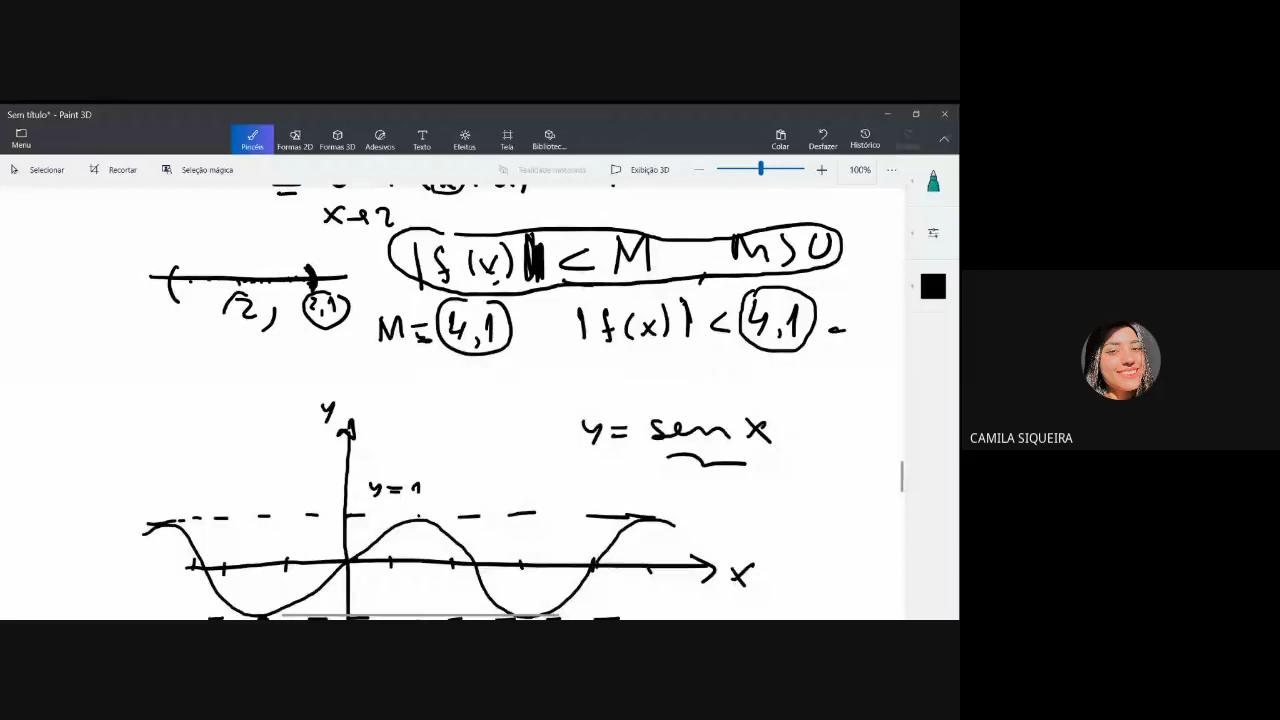 Sem título* - Paint 3D
Menu
Pincéis
Formas 2D
Formas 3D
Adesivos
Texto
Efeitos
Tela
Bibliotec...
Colar
Desfazer
Histórico
Selecionar
Recortar
Seleção mágica
Realidade misturada
Exibição 3D
100%
x→2
|f(x)| < M M>0
2, 2,1
M= 4,1 |f(x)| < 4,1
y
y= sen x
y=1
x
CAMILA SIQUEIRA